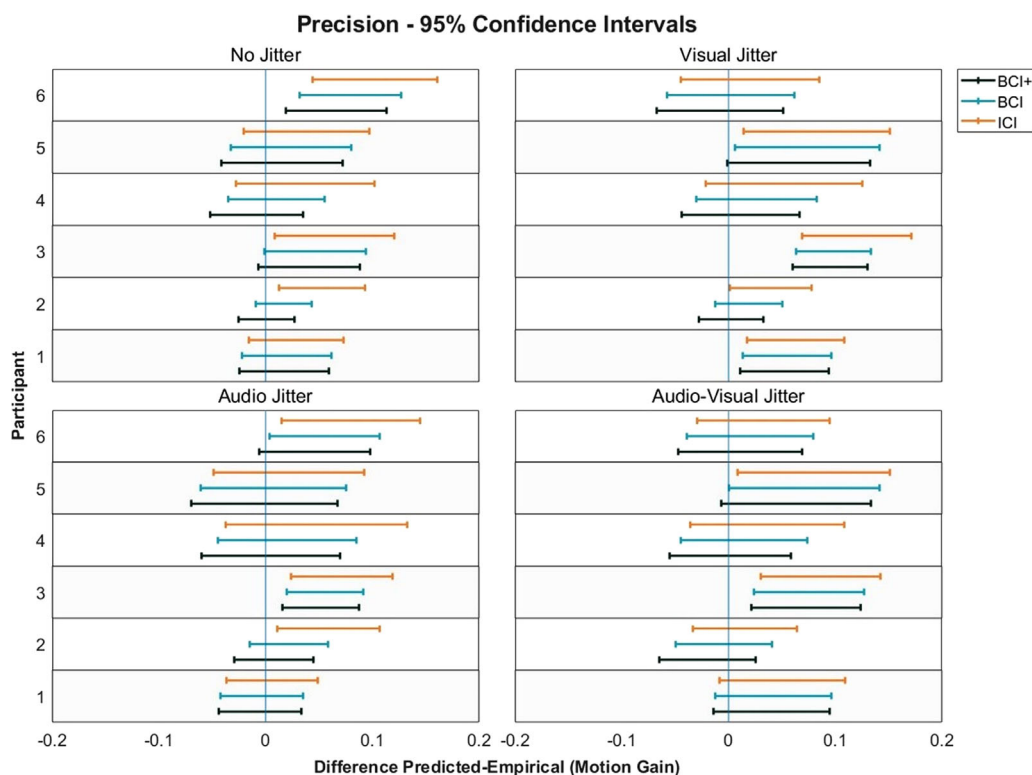 Precision - 95% Confidence Intervals
No Jitter
Visual Jitter
BCI+
BCI
ICI
6
5
4
3
2
1
Participant
Audio Jitter
Audio-Visual Jitter
6
5
4
3
2
1
-0.2 -0.1 0 0.1 0.2
-0.2 -0.1 0 0.1 0.2
Difference Predicted-Empirical (Motion Gain)